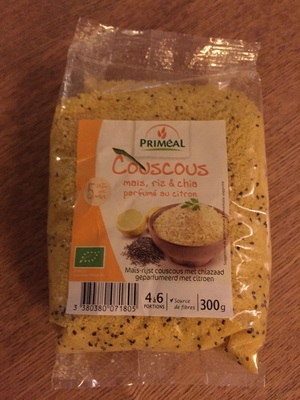 PRIMÉAL
Couscous
maïs, riz & chia
parfumé au citron
5
Maïs-rijst couscous met chiazaad
geparfumeerd met citroen
3 380380 071805
4 à 6
PORTIONS
Source
de fibres
300g